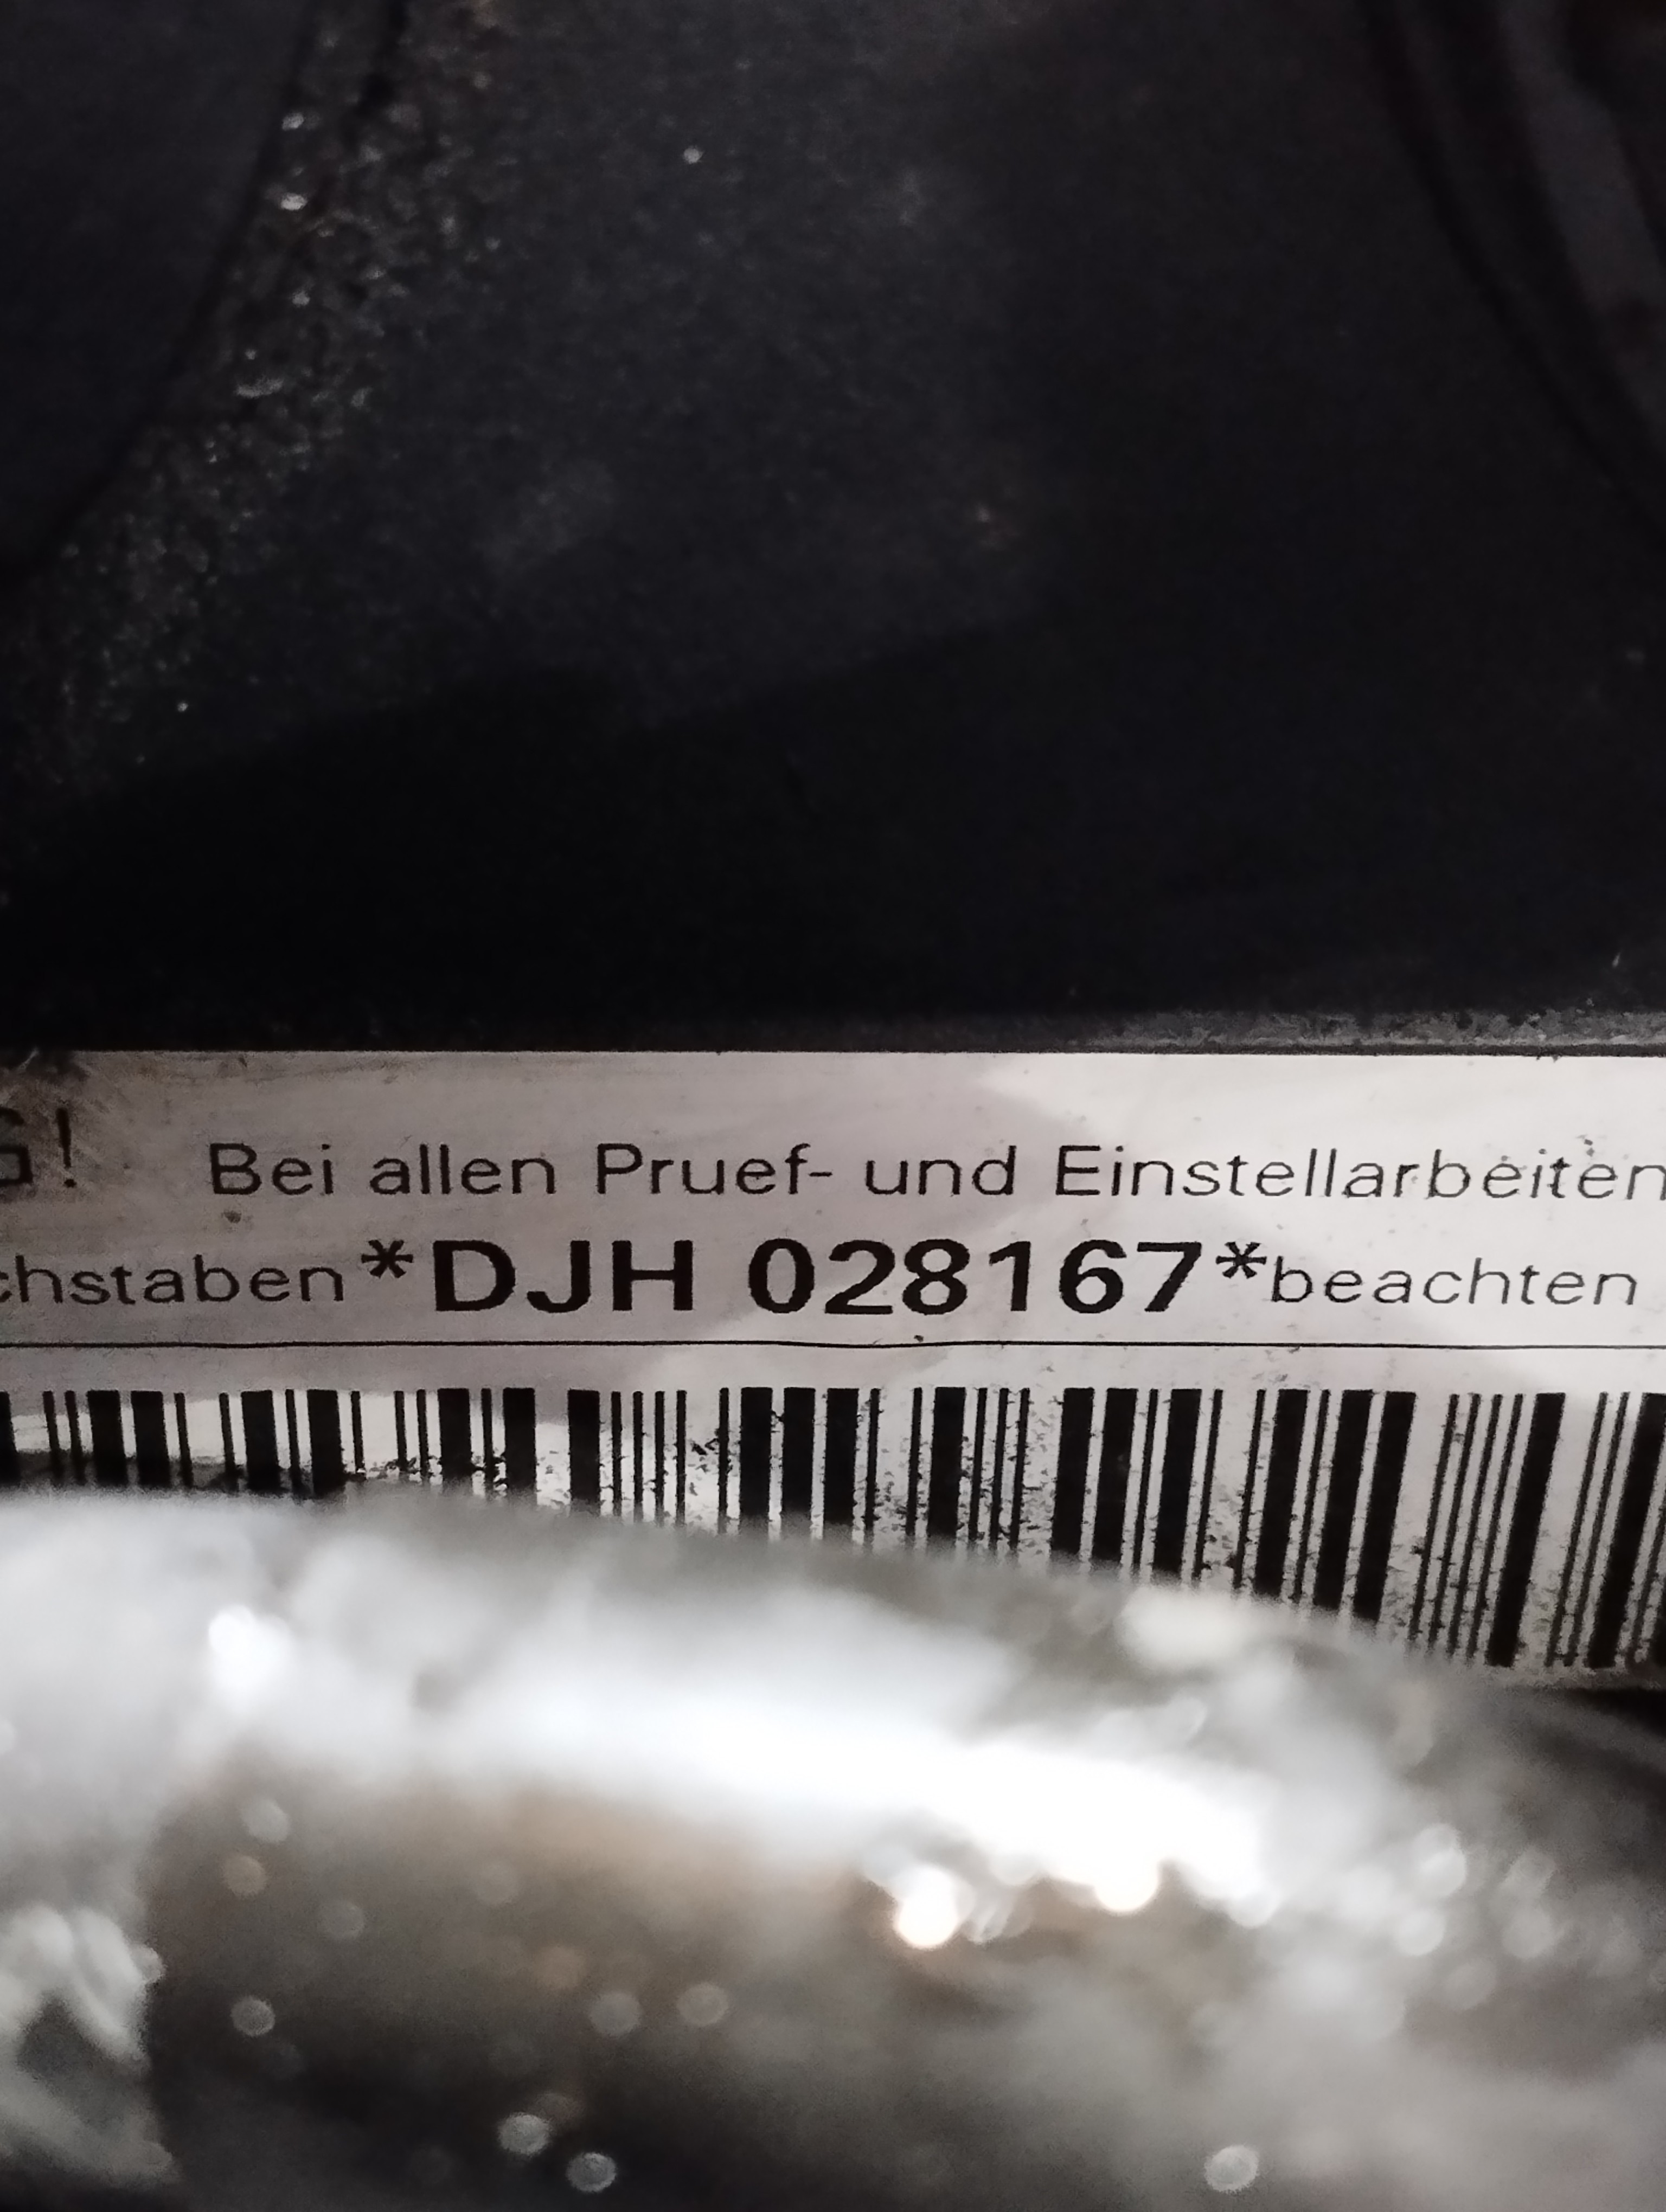 G! Bei allen Pruef- und Einstellarbeiten
chstaben *DJH 028167* beachten